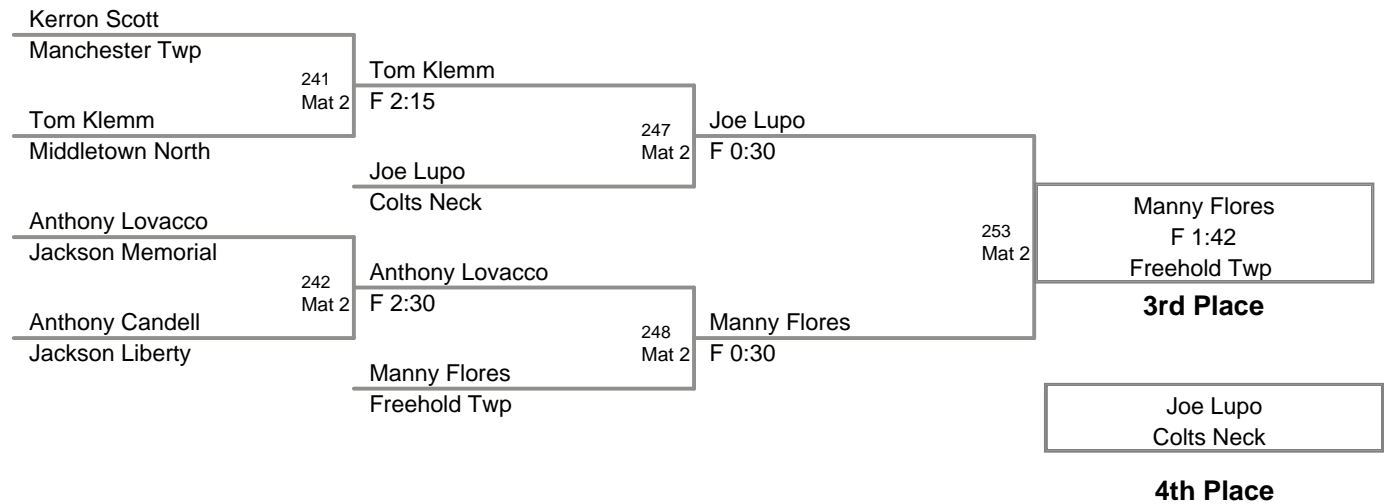 Kerron Scott
Manchester Twp
241
Mat 2
Tom Klemm
F 2:15
Tom Klemm
Middletown North
247
Mat 2
Joe Lupo
F 0:30
Joe Lupo
Colts Neck
Anthony Lovacco
Jackson Memorial
253
Mat 2
Manny Flores
F 1:42
Freehold Twp
3rd Place
242
Mat 2
Anthony Lovacco
F 2:30
Anthony Candell
Jackson Liberty
248
Mat 2
Manny Flores
F 0:30
Manny Flores
Freehold Twp
Joe Lupo
Colts Neck
4th Place